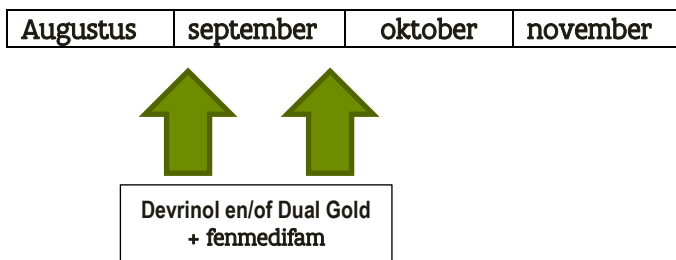 Augustus september oktober november
Devrinol en/of Dual Gold
+ fenmedifam